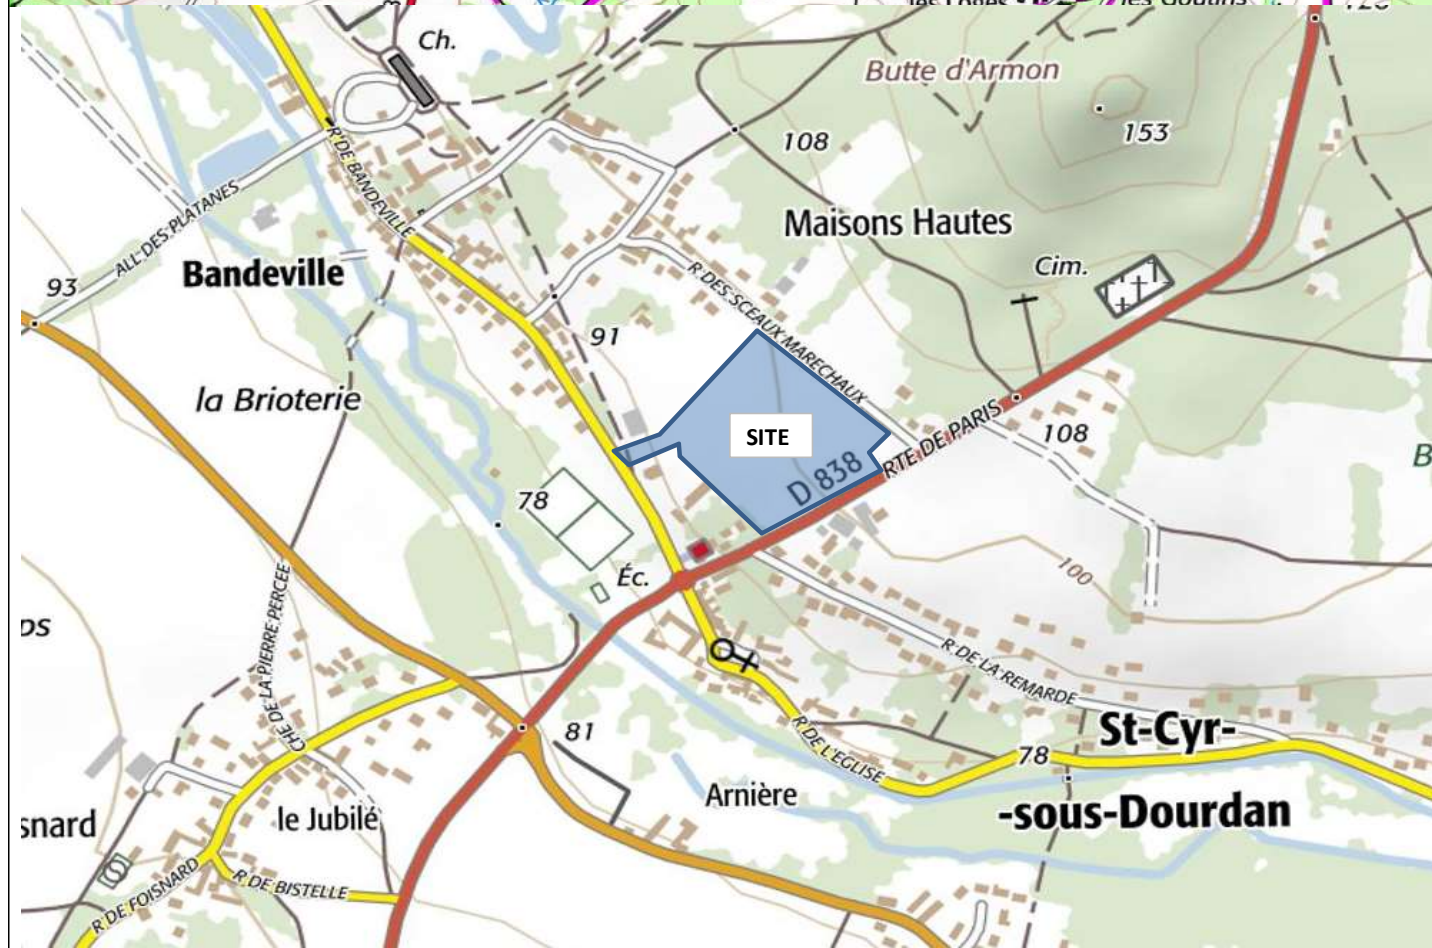 Ch.
Butte d'Armon
153
108
R DE BANDEVILLE
ALL DES PLATANES
Maisons Hautes
Cim.
Bandeville
R DES SCEAUX MARECHAUX
93
91
la Brioterie
SITE
RTE DE PARIS
108
D 838
78
100
Éc.
CHE DE LA PIERRE PERCEE
R DE LA REMARDE
St-Cyr-
-sous-Dourdan
81
R DE L'EGLISE
78
Arnière
le Jubilé
snard
R DE FOISNARD
R DE BISTELLE
B